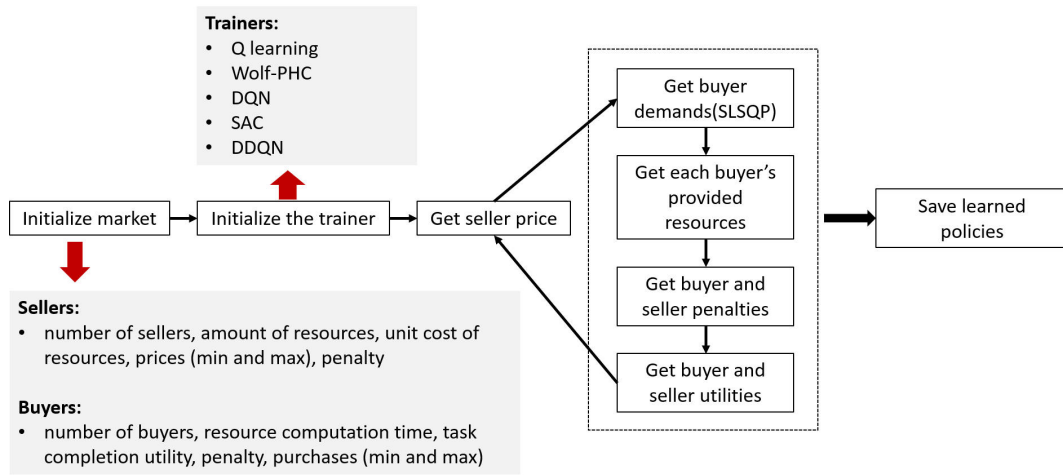 Trainers:
• Q learning
• Wolf-PHC
• DQN
• SAC
• DDQN
Initialize market
Initialize the trainer
Get seller price
Get buyer
demands(SLSQP)
Get each buyer's
provided
resources
Get buyer and
seller penalties
Get buyer and
seller utilities
Save learned
policies
Sellers:
• number of sellers, amount of resources, unit cost of
resources, prices (min and max), penalty
Buyers:
• number of buyers, resource computation time, task
completion utility, penalty, purchases (min and max)